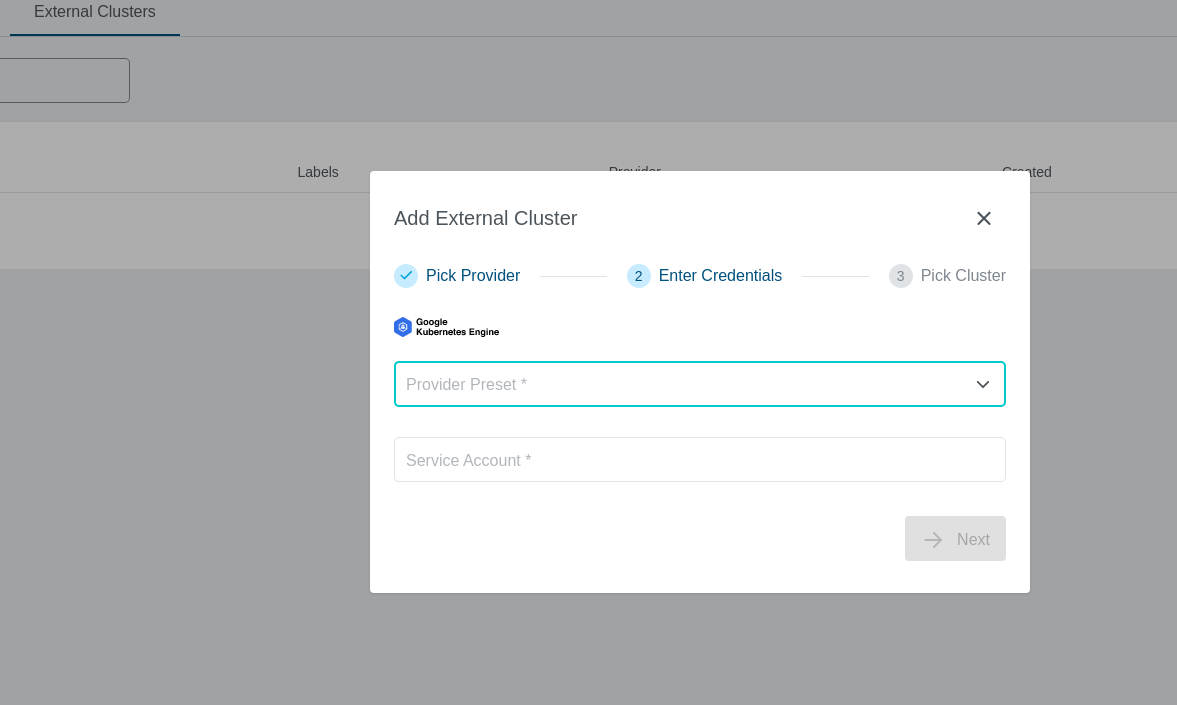 External Clusters
Labels Provider Created
Add External Cluster
Pick Provider 2 Enter Credentials 3 Pick Cluster
Google
Kubernetes Engine
Provider Preset *
Service Account *
Next